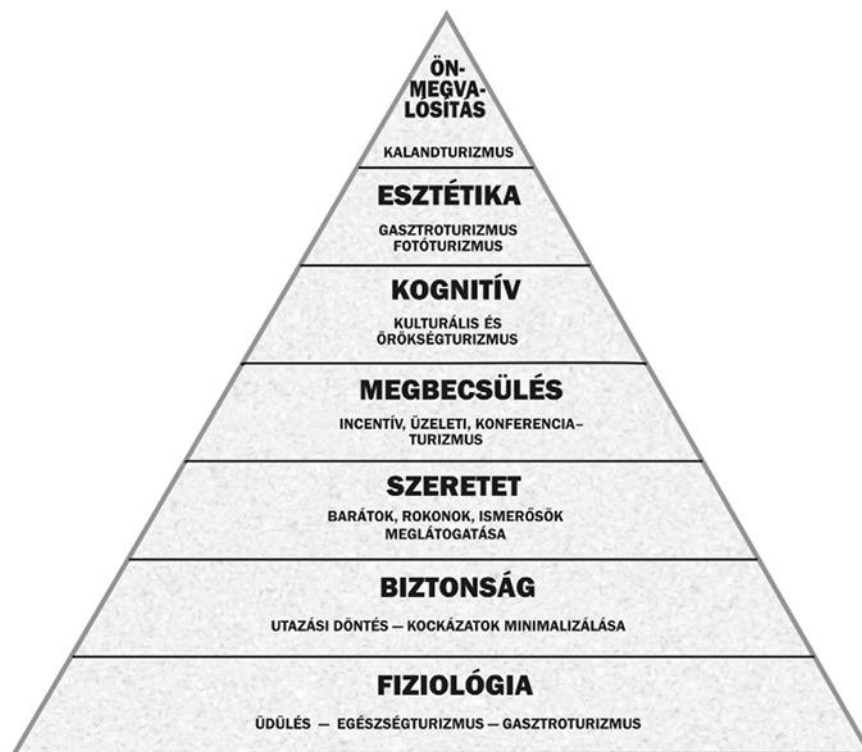 ÖN-
MEGVA-
LÓSÍTÁS
KALANDTURIZMUS
ESZTÉTIKA
GASZTROTURIZMUS
FOTÓTURIZMUS
KOGNITÍV
KULTURÁLIS ÉS
ÖRÖKSÉGTURIZMUS
MEGBECSÜLÉS
INCENTÍV, ÜZELETI, KONFERENCIA–
TURIZMUS
SZERETET
BARÁTOK, ROKONOK, ISMERŐSÖK
MEGLÁTOGATÁSA
BIZTONSÁG
UTAZÁSI DÖNTÉS — KOCKÁZATOK MINIMALIZÁLÁSA
FIZIOLÓGIA
ÜDÜLÉS — EGÉSZSÉGTURIZMUS — GASZTROTURIZMUS